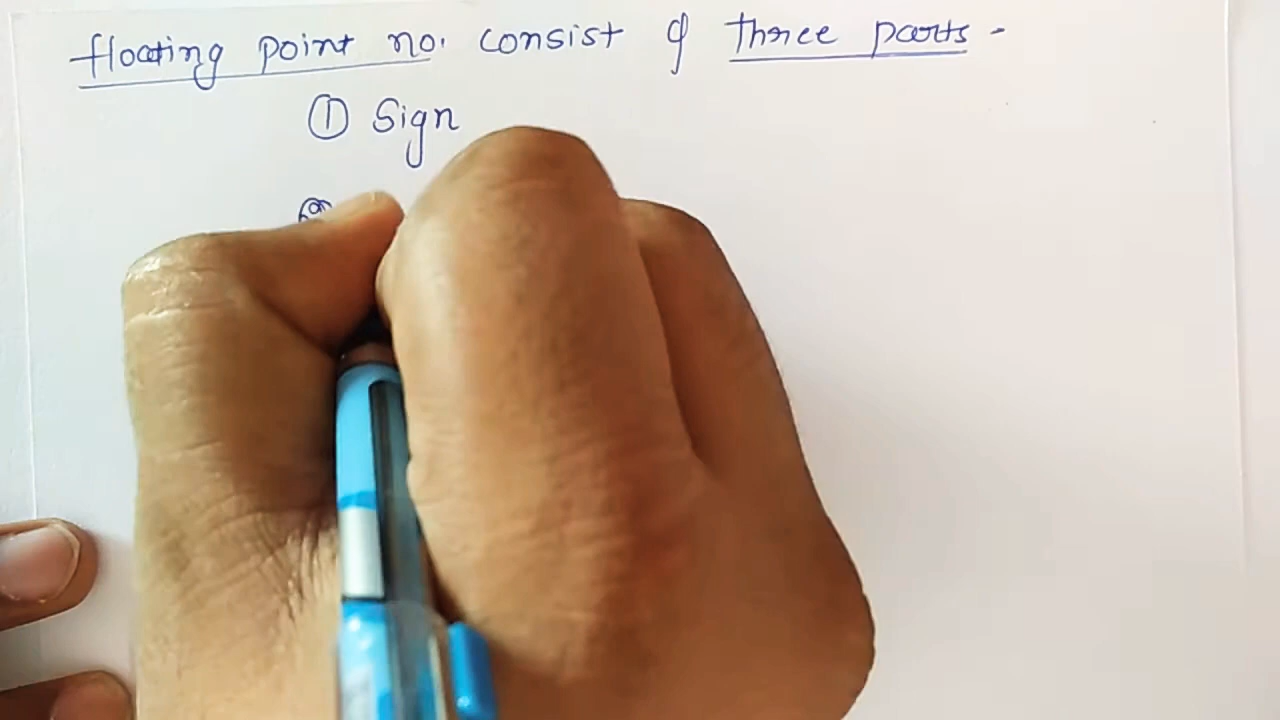 floating point no. consist of three parts -
① Sign